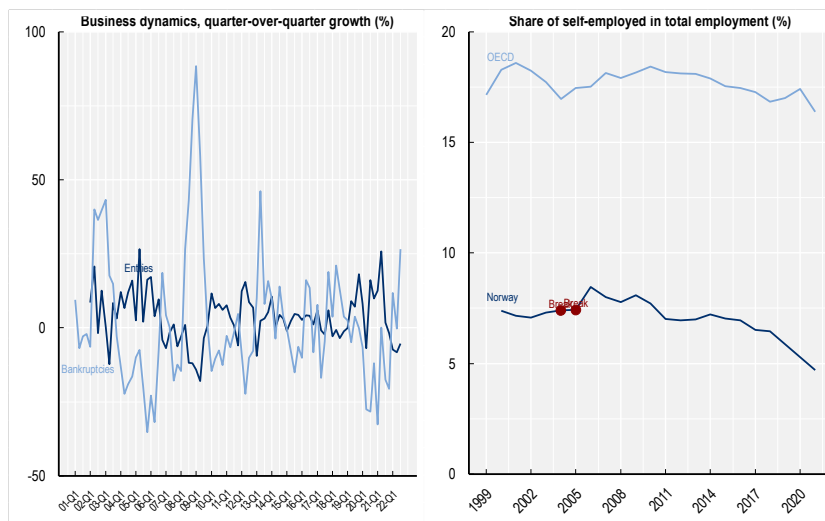 Business dynamics, quarter-over-quarter growth (%)
100
50
0
-50
Entries
Bankruptcies
01-Q1
02-Q1
03-Q1
04-Q1
05-Q1
06-Q1
07-Q1
08-Q1
09-Q1
10-Q1
11-Q1
12-Q1
13-Q1
14-Q1
15-Q1
16-Q1
17-Q1
18-Q1
19-Q1
20-Q1
21-Q1
22-Q1
Share of self-employed in total employment (%)
20
15
10
5
0
OECD
Norway
Break
Break
1999
2002
2005
2008
2011
2014
2017
2020